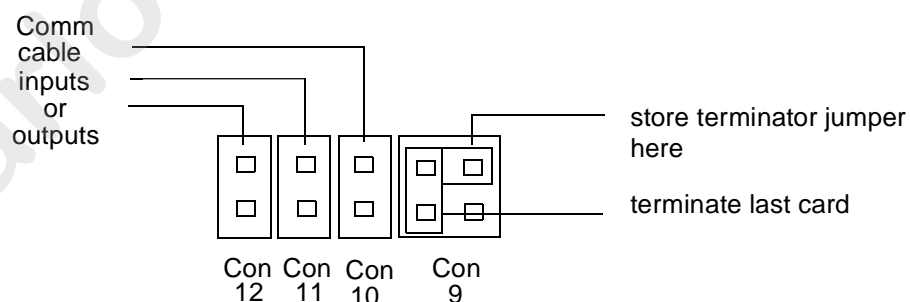 Comm
cable
inputs
or
outputs
store terminator jumper
here
terminate last card
Con Con Con Con
12 11 10 9